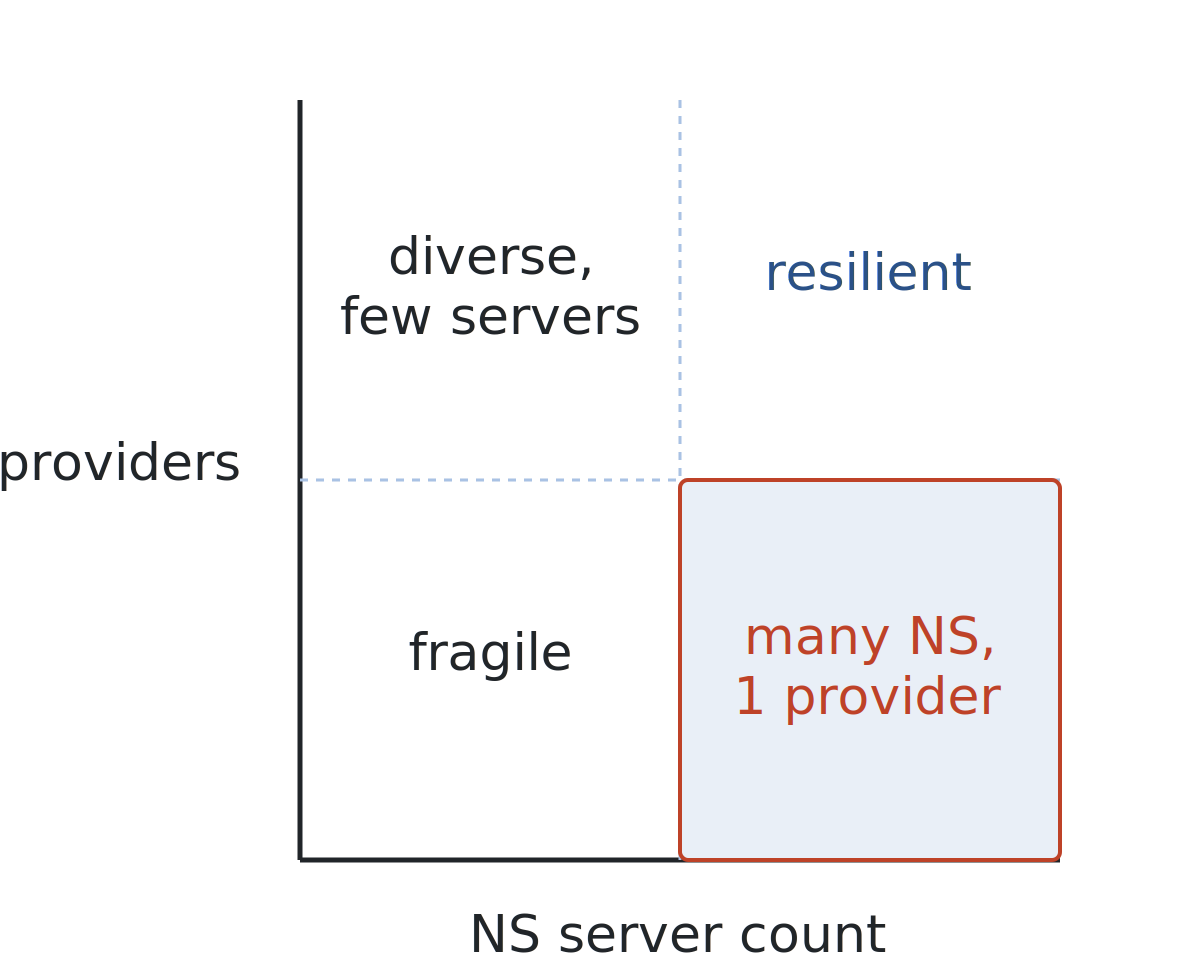 diverse,
few servers
resilient
providers
fragile
many NS,
1 provider
NS server count